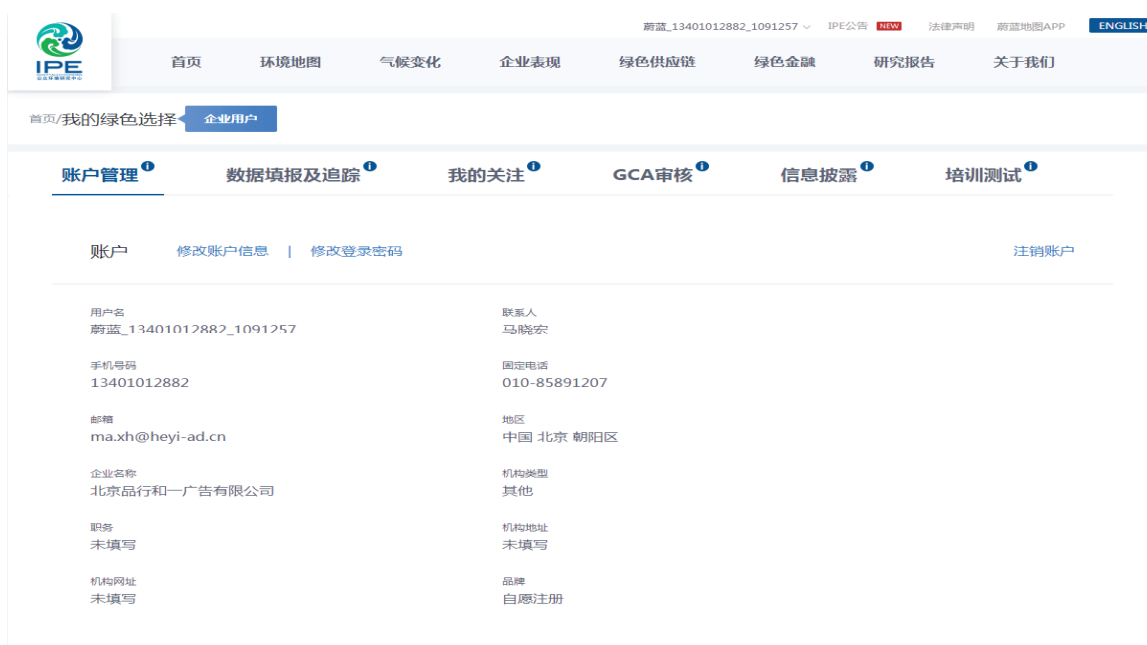 蔚蓝_13401012882_1091257 IPE公告 NEW 法律声明 蔚蓝地图APP ENGLISH
IPE
公众环境研究中心
首页 环境地图 气候变化 企业表现 绿色供应链 绿色金融 研究报告 关于我们
首页/我的绿色选择 企业用户
账户管理 数据填报及追踪 我的关注 GCA审核 信息披露 培训测试
账户 修改账户信息 | 修改登录密码 注销账户
用户名 联系人
蔚蓝_13401012882_1091257 马晓宏
手机号码 固定电话
13401012882 010-85891207
邮箱 地区
ma.xh@heyi-ad.cn 中国 北京 朝阳区
企业名称 机构类型
北京品行和一广告有限公司 其他
职务 机构地址
未填写 未填写
机构网址 品牌
未填写 自愿注册